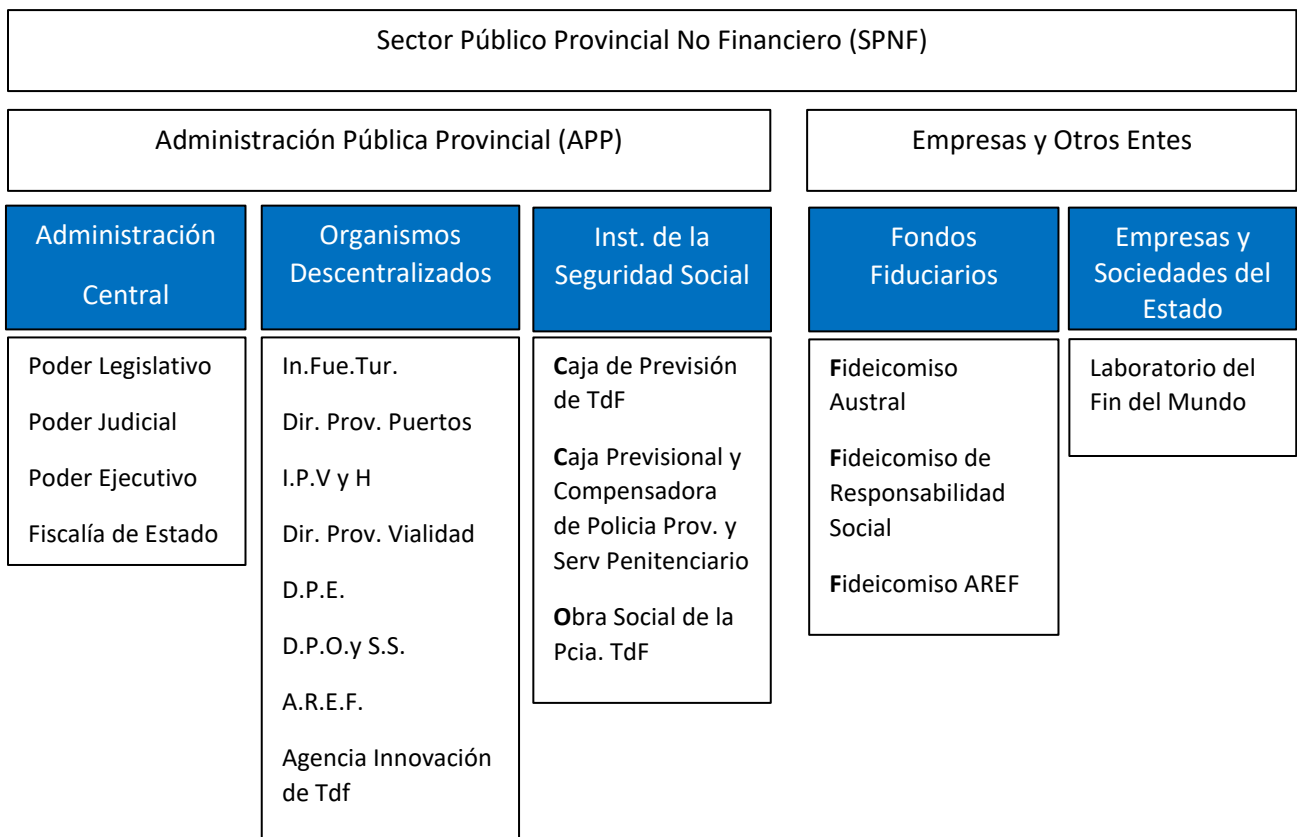 Sector Público Provincial No Financiero (SPNF)
Administración Pública Provincial (APP)
Empresas y Otros Entes
Administración
Central
Organismos
Descentralizados
Inst. de la
Seguridad Social
Fondos
Fiduciarios
Empresas y
Sociedades del
Estado
Poder Legislativo
Poder Judicial
Poder Ejecutivo
Fiscalía de Estado
In.Fue.Tur.
Dir. Prov. Puertos
I.P.V y H
Dir. Prov. Vialidad
D.P.E.
D.P.O.y S.S.
A.R.E.F.
Agencia Innovación
de Tdf
Caja de Previsión
de TdF
Caja Previsional y
Compensadora
de Policia Prov. y
Serv Penitenciario
Obra Social de la
Pcia. TdF
Fideicomiso
Austral
Fideicomiso de
Responsabilidad
Social
Fideicomiso AREF
Laboratorio del
Fin del Mundo